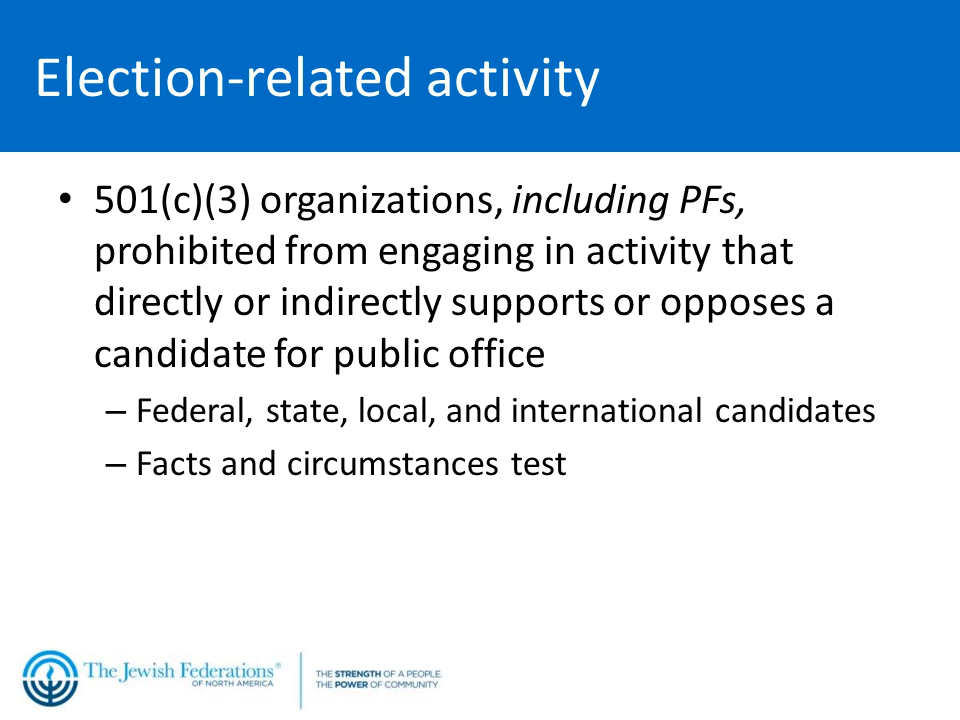 Election-related activity
• 501(c)(3) organizations, including PFs,
prohibited from engaging in activity that
directly or indirectly supports or opposes a
candidate for public office
– Federal, state, local, and international candidates
– Facts and circumstances test
The Jewish Federations®
OF NORTH AMERICA
THE STRENGTH OF A PEOPLE.
THE POWER OF COMMUNITY